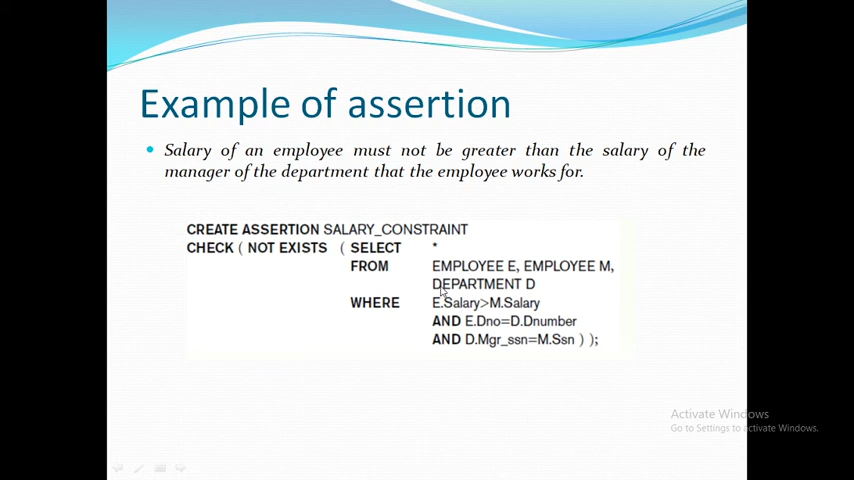 Example of assertion
• Salary of an employee must not be greater than the salary of the
manager of the department that the employee works for.
CREATE ASSERTION SALARY_CONSTRAINT
CHECK ( NOT EXISTS ( SELECT *
FROM EMPLOYEE E, EMPLOYEE M,
DEPARTMENT D
WHERE E.Salary>M.Salary
AND E.Dno=D.Dnumber
AND D.Mgr_ssn=M.Ssn ) );
Activate Windows
Go to Settings to activate Windows.